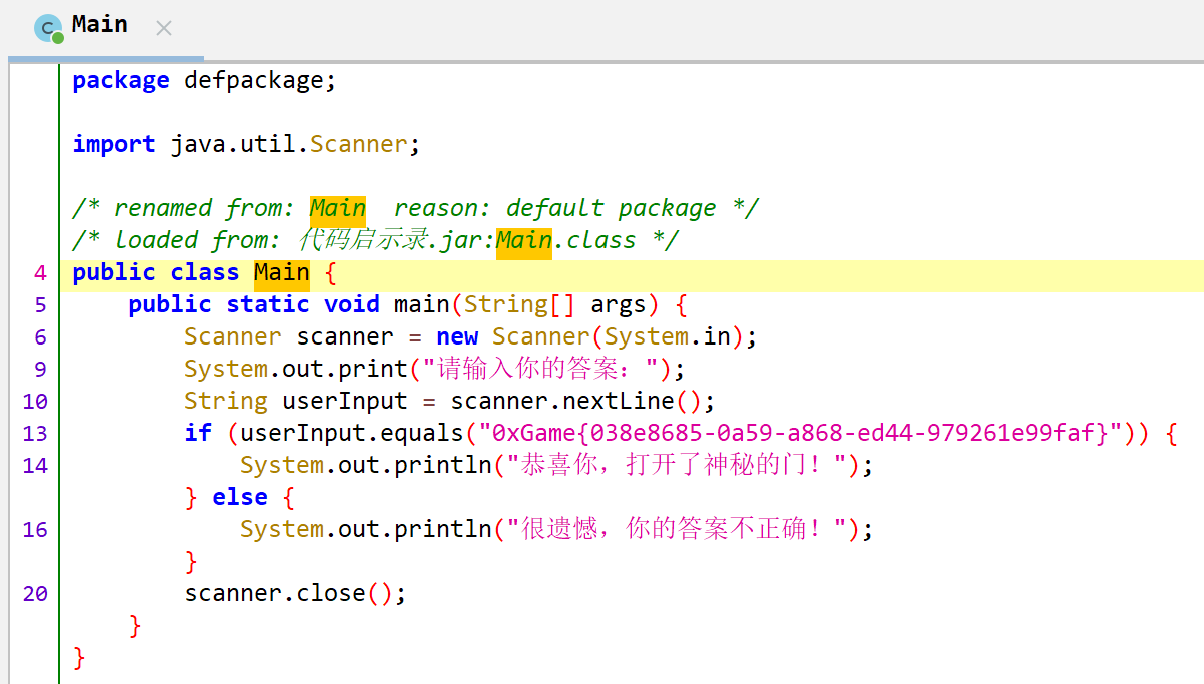 Main
package defpackage;
import java.util.Scanner;
/* renamed from: Main  reason: default package */
/* loaded from: 代码启示录.jar:Main.class */
4 public class Main {
5     public static void main(String[] args) {
6         Scanner scanner = new Scanner(System.in);
9         System.out.print("请输入你的答案：");
10         String userInput = scanner.nextLine();
13         if (userInput.equals("0xGame{038e8685-0a59-a868-ed44-979261e99faf}")) {
14             System.out.println("恭喜你，打开了神秘的门！");
        } else {
16             System.out.println("很遗憾，你的答案不正确！");
        }
20         scanner.close();
    }
}